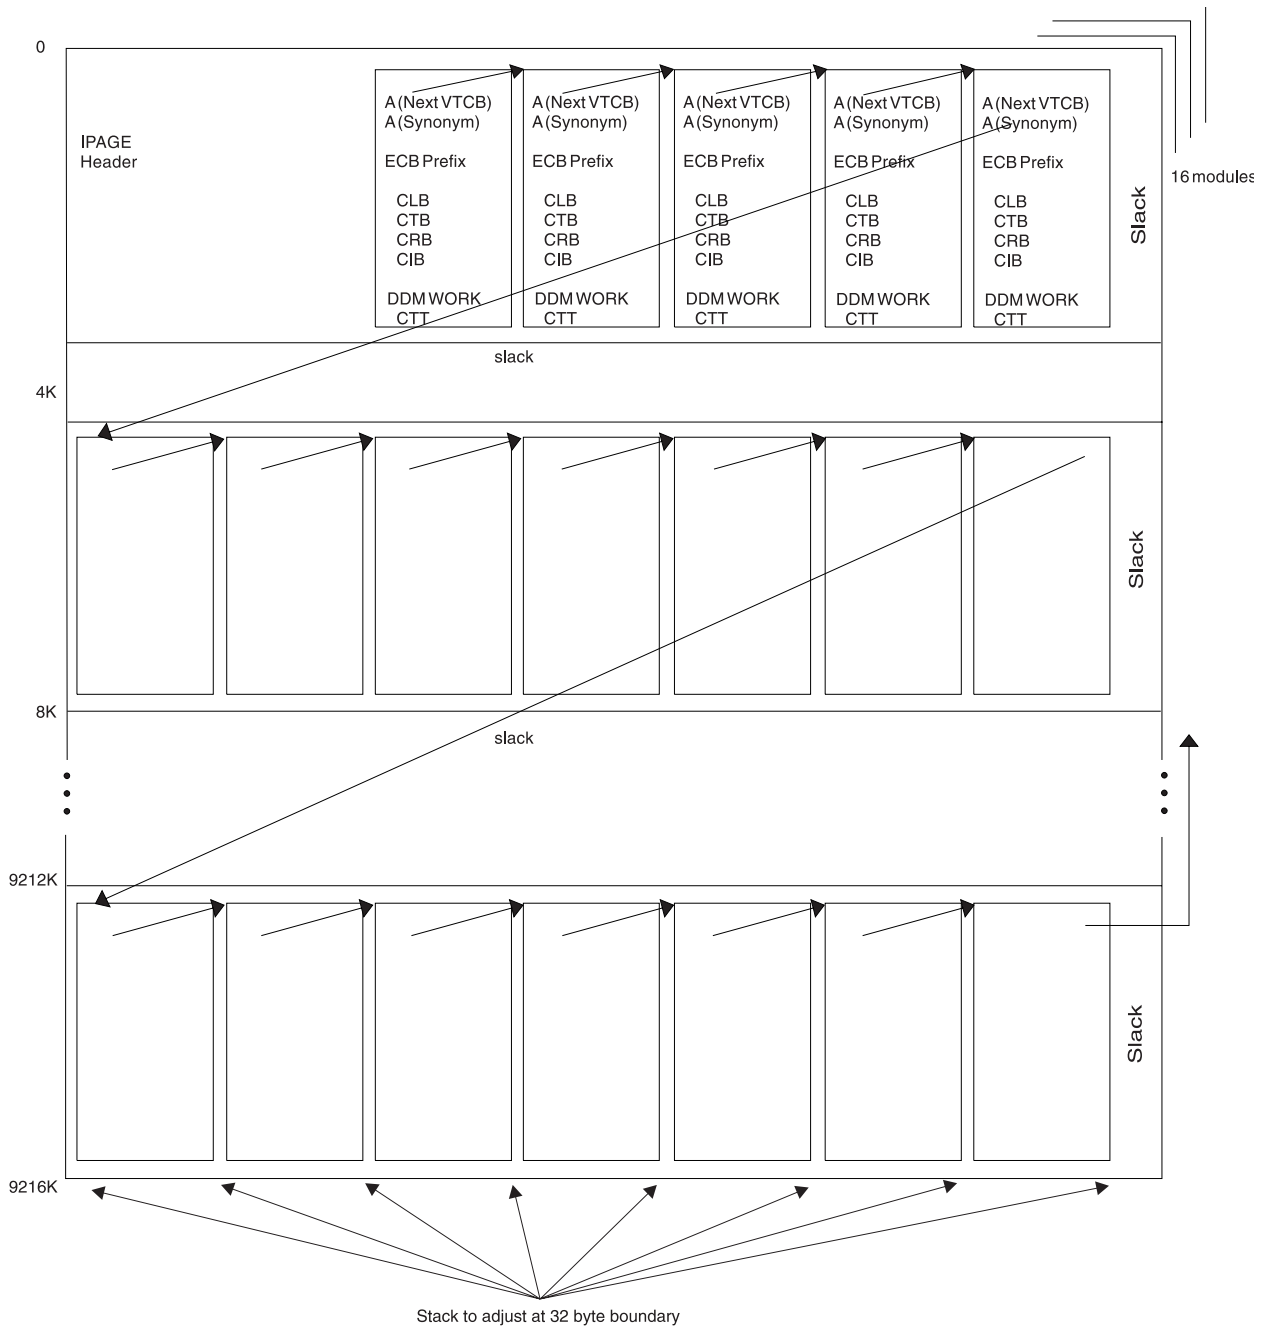 0
IPAGE
Header
A (Next VTCB)
A (Synonym)
ECB Prefix
CLB
CTB
CRB
CIB
DDM WORK
CTT
A (Next VTCB)
A (Synonym)
ECB Prefix
CLB
CTB
CRB
CIB
DDM WORK
CTT
A (Next VTCB)
A (Synonym)
ECB Prefix
CLB
CTB
CRB
CIB
DDM WORK
CTT
A (Next VTCB)
A (Synonym)
ECB Prefix
CLB
CTB
CRB
CIB
DDM WORK
CTT
A (Next VTCB)
A (Synonym)
ECB Prefix
CLB
CTB
CRB
CIB
DDM WORK
CTT
Slack
16 modules
slack
4K
Slack
8K
slack
9212K
Slack
9216K
Stack to adjust at 32 byte boundary